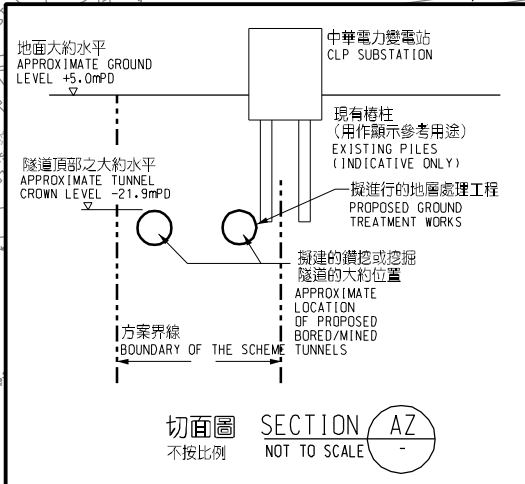 地面大約水平
APPROXIMATE GROUND
LEVEL +5.0mPD
中華電力變電站
CLP SUBSTATION
現有樁柱
(用作顯示參考用途)
EXISTING PILES
(INDICATIVE ONLY)
隧道頂部之大約水平
APPROXIMATE TUNNEL
CROWN LEVEL -21.9mPD
擬進行的地層處理工程
PROPOSED GROUND
TREATMENT WORKS
擬建的鑽挖或挖掘
隧道的大約位置
APPROXIMATE
LOCATION
OF PROPOSED
BORED/MINED
TUNNELS
方案界線
BOUNDARY OF THE SCHEME
切面圖 SECTION AZ
不按比例 NOT TO SCALE -